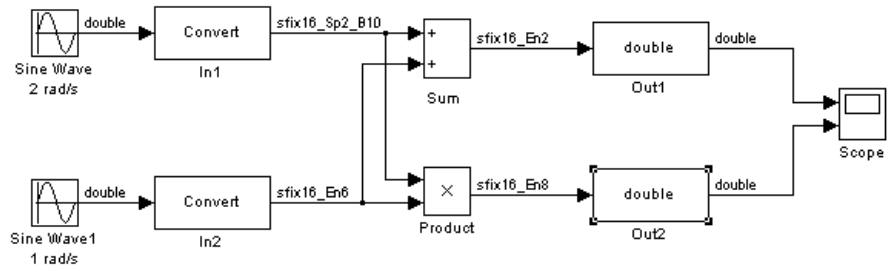 double
Convert
sfix16_Sp2_B10
Sine Wave
2 rad/s
In1
+
+
Sum
sfix16_En2
double
Out1
double
Scope
double
Convert
sfix16_En6
Sine Wave1
1 rad/s
In2
×
Product
sfix16_En8
double
Out2
double